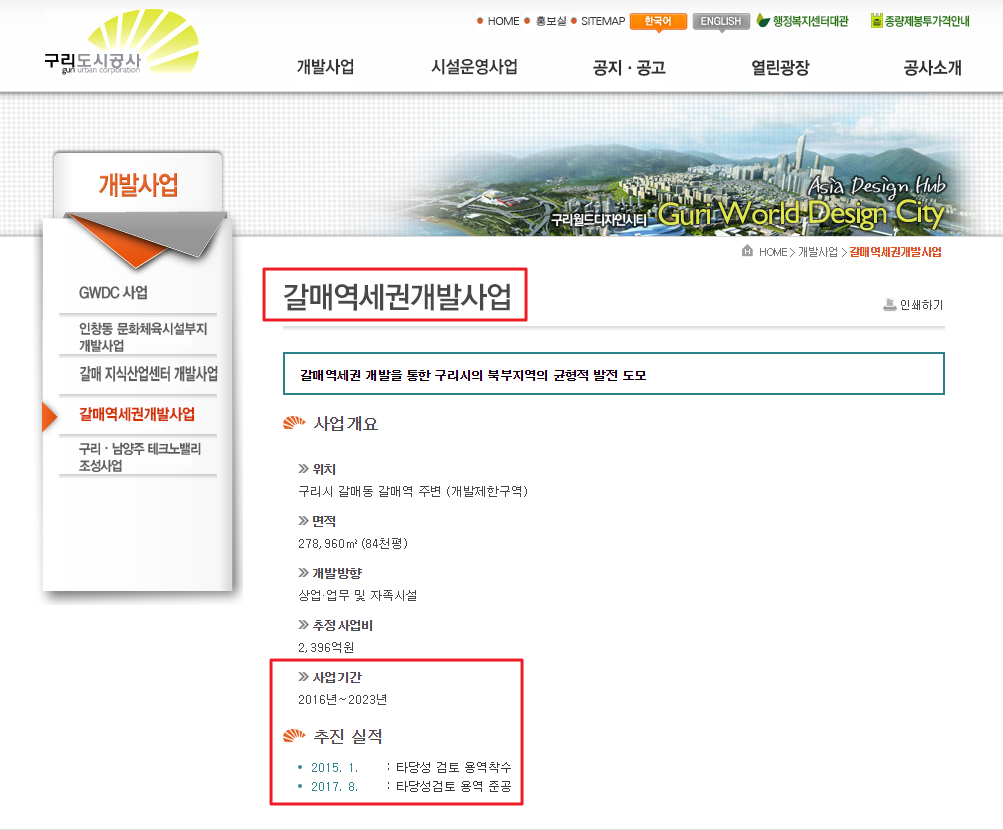 HOME 홍보실 SITEMAP 한국어 ENGLISH 행정복지센터대관 종량제봉투가격안내
구리도시공사
guri urban corporation
개발사업 시설운영사업 공지·공고 열린광장 공사소개
개발사업
Asia Design Hub
구리월드디자인시티 Guri World Design City
HOME > 개발사업 > 갈매역세권개발사업
GWDC 사업
인창동 문화체육시설부지
개발사업
갈매 지식산업센터 개발사업
갈매역세권개발사업
구리·남양주 테크노밸리
조성사업
갈매역세권개발사업
인쇄하기
갈매역세권 개발을 통한 구리시의 북부지역의 균형적 발전 도모
사업개요
위치
구리시 갈매동 갈매역 주변 (개발제한구역)
면적
278,960㎡ (84천평)
개발방향
상업·업무 및 자족시설
추정 사업비
2,396억원
사업기간
2016년~2023년
추진 실적
2015. 1. : 타당성 검토 용역착수
2017. 8. : 타당성검토 용역 준공